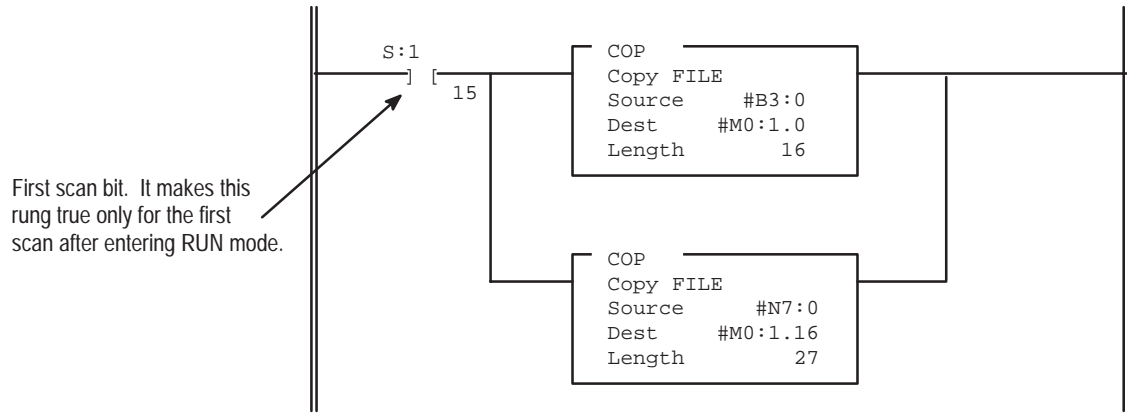 S:1
] [
15
COP
Copy FILE
Source #B3:0
Dest #M0:1.0
Length 16
First scan bit. It makes this
rung true only for the first
scan after entering RUN mode.
COP
Copy FILE
Source #N7:0
Dest #M0:1.16
Length 27